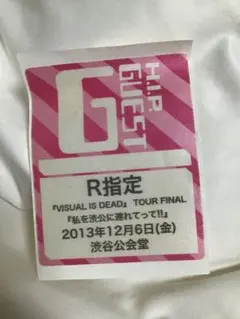 G
H.I.P.
GUEST
R指定
『VISUAL IS DEAD』 TOUR FINAL
『私を渋公に連れてって!!』
2013年12月6日(金)
渋谷公会堂